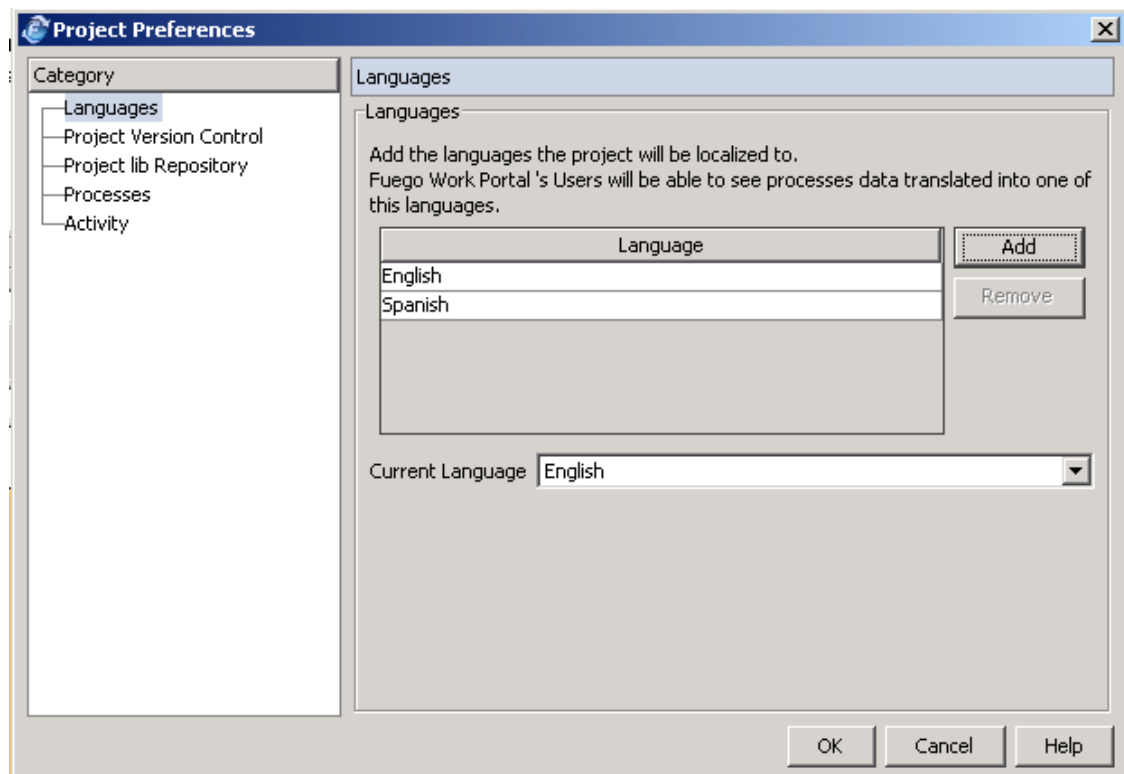 Project Preferences
Category
Languages
Project Version Control
Project lib Repository
Processes
Activity
Languages
Languages
Add the languages the project will be localized to.
Fuego Work Portal 's Users will be able to see processes data translated into one of
this languages.
Language
English
Spanish
Add
Remove
Current Language English
OK Cancel Help